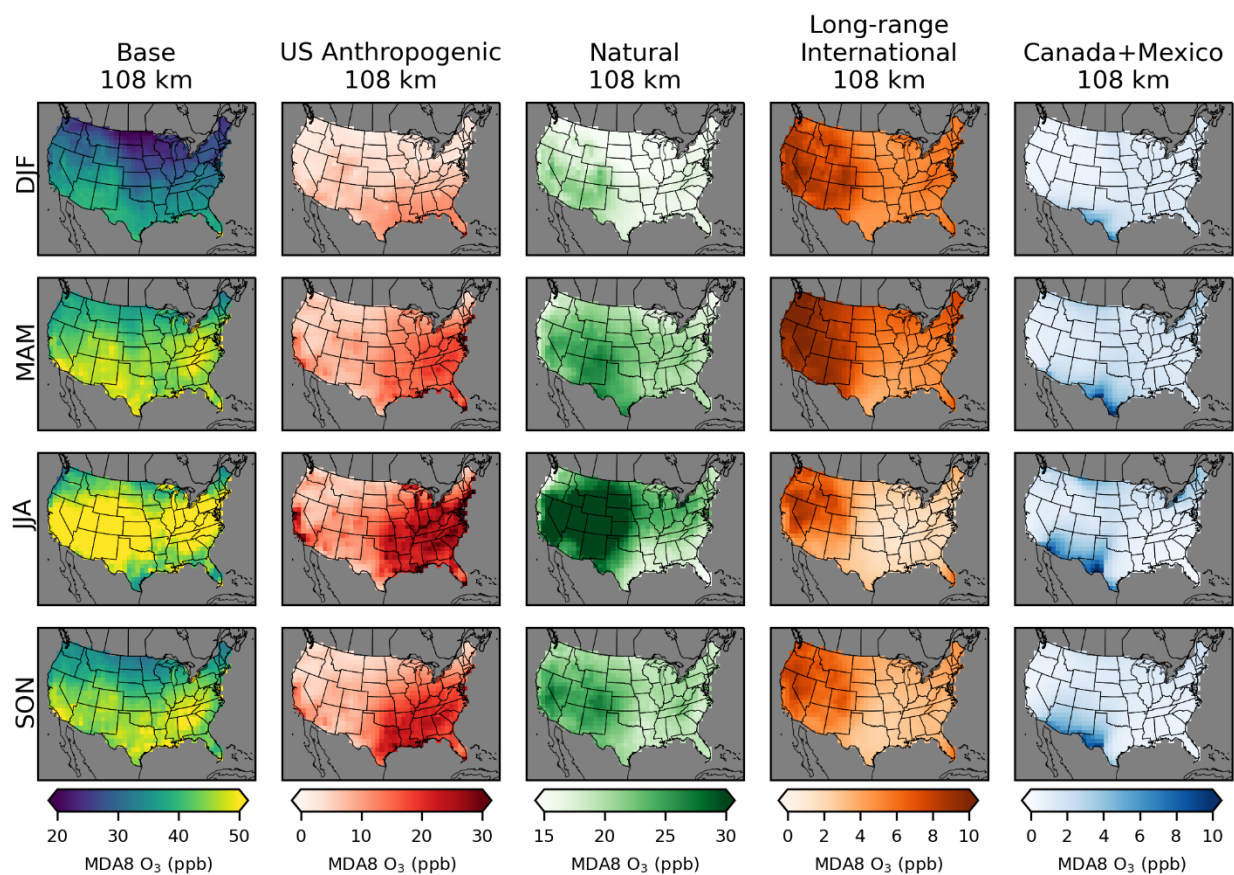 Base
108 km
US Anthropogenic
108 km
Natural
108 km
Long-range
International
108 km
Canada+Mexico
108 km
DJF
MAM
JJA
SON
20 30 40 50
MDA8 O₃ (ppb)
0 10 20 30
MDA8 O₃ (ppb)
15 20 25 30
MDA8 O₃ (ppb)
0 2 4 6 8 10
MDA8 O₃ (ppb)
0 2 4 6 8 10
MDA8 O₃ (ppb)